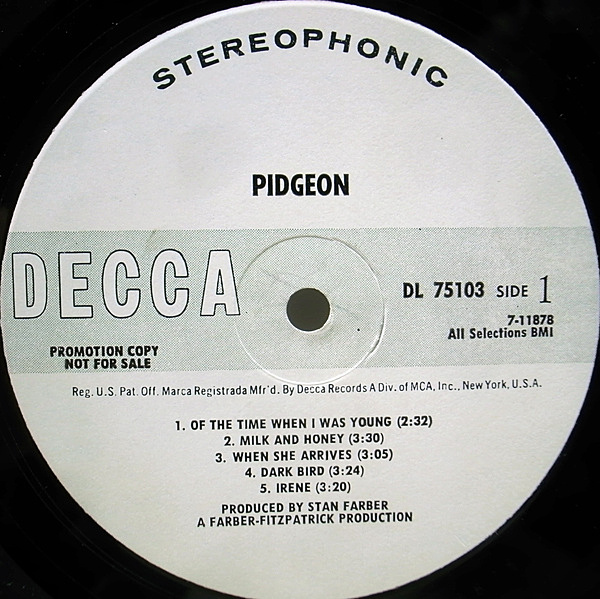 STEREOPHONIC
PIDGEON
DECCA
DL 75103 SIDE 1
7-11878
All Selections BMI
PROMOTION COPY
NOT FOR SALE
Reg. U.S. Pat. Off. Marca Registrada Mfr'd. By Decca Records A Div. of MCA, Inc., New York, U.S.A.
1. OF THE TIME WHEN I WAS YOUNG (2:32)
2. MILK AND HONEY (3:30)
3. WHEN SHE ARRIVES (3:05)
4. DARK BIRD (3:24)
5. IRENE (3:20)
PRODUCED BY STAN FARBER
A FARBER-FITZPATRICK PRODUCTION